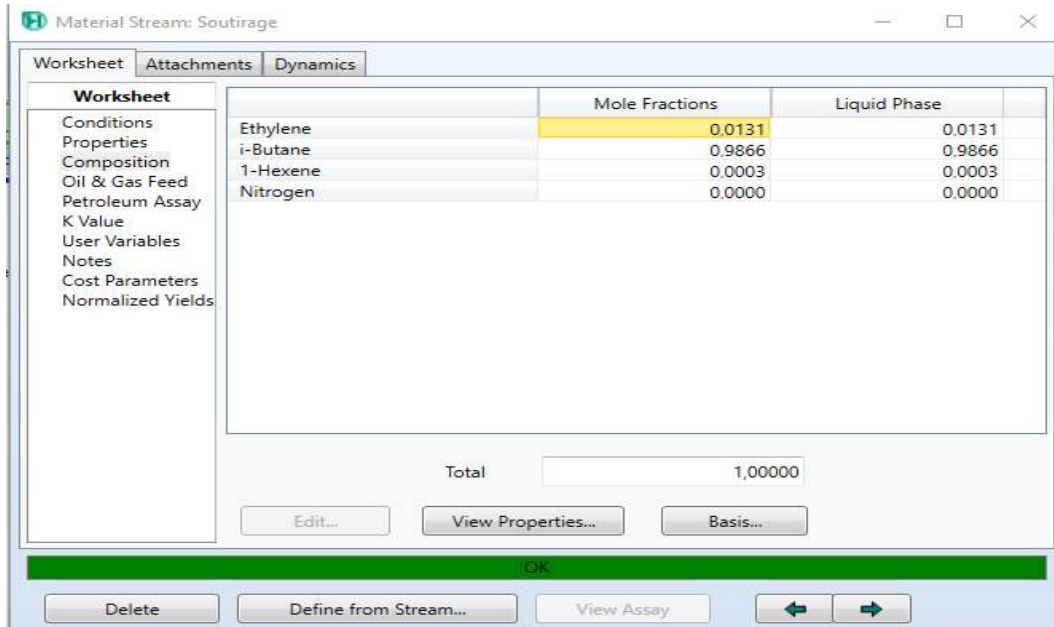 Material Stream: Soutirage
Worksheet Attachments Dynamics
Worksheet
Conditions
Properties
Composition
Oil & Gas Feed
Petroleum Assay
K Value
User Variables
Notes
Cost Parameters
Normalized Yields
Mole Fractions Liquid Phase
Ethylene 0,0131 0,0131
i-Butane 0,9866 0,9866
1-Hexene 0,0003 0,0003
Nitrogen 0,0000 0,0000
Total 1,00000
Edit... View Properties... Basis...
OK
Delete Define from Stream... View Assay